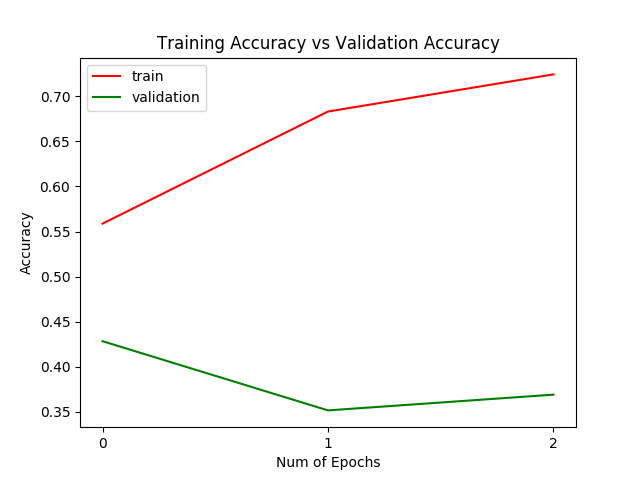 Training Accuracy vs Validation Accuracy
train
validation
0.70
0.65
0.60
0.55
0.50
0.45
0.40
0.35
Accuracy
0 1 2
Num of Epochs